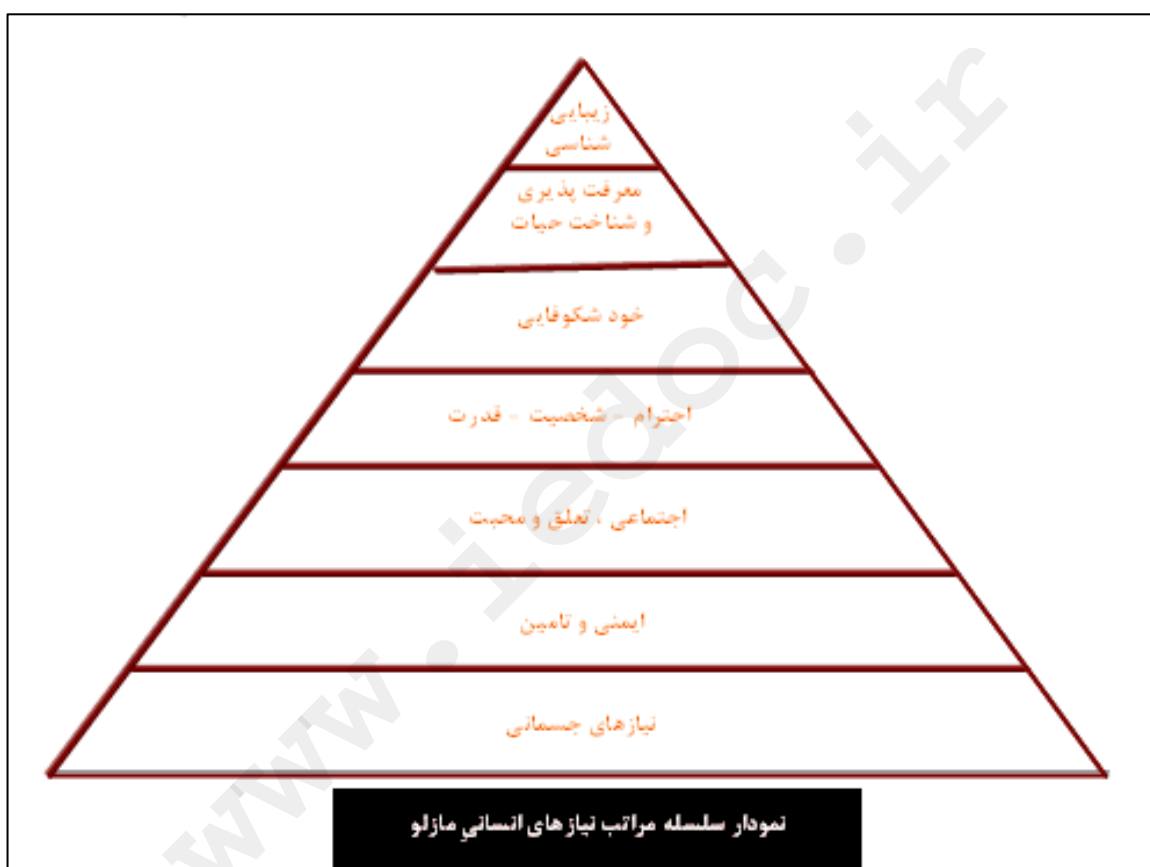 زیبایی
شناسی
معرفت پذیری
و شناخت حیات
خود شکوفایی
احترام - شخصیت - قدرت
اجتماعی ، تعلق و محبت
ایمنی و تامین
نیازهای جسمانی
نمودار سلسله مراتب نیازهای انسانیِ مازلو
www.iedoc.ir